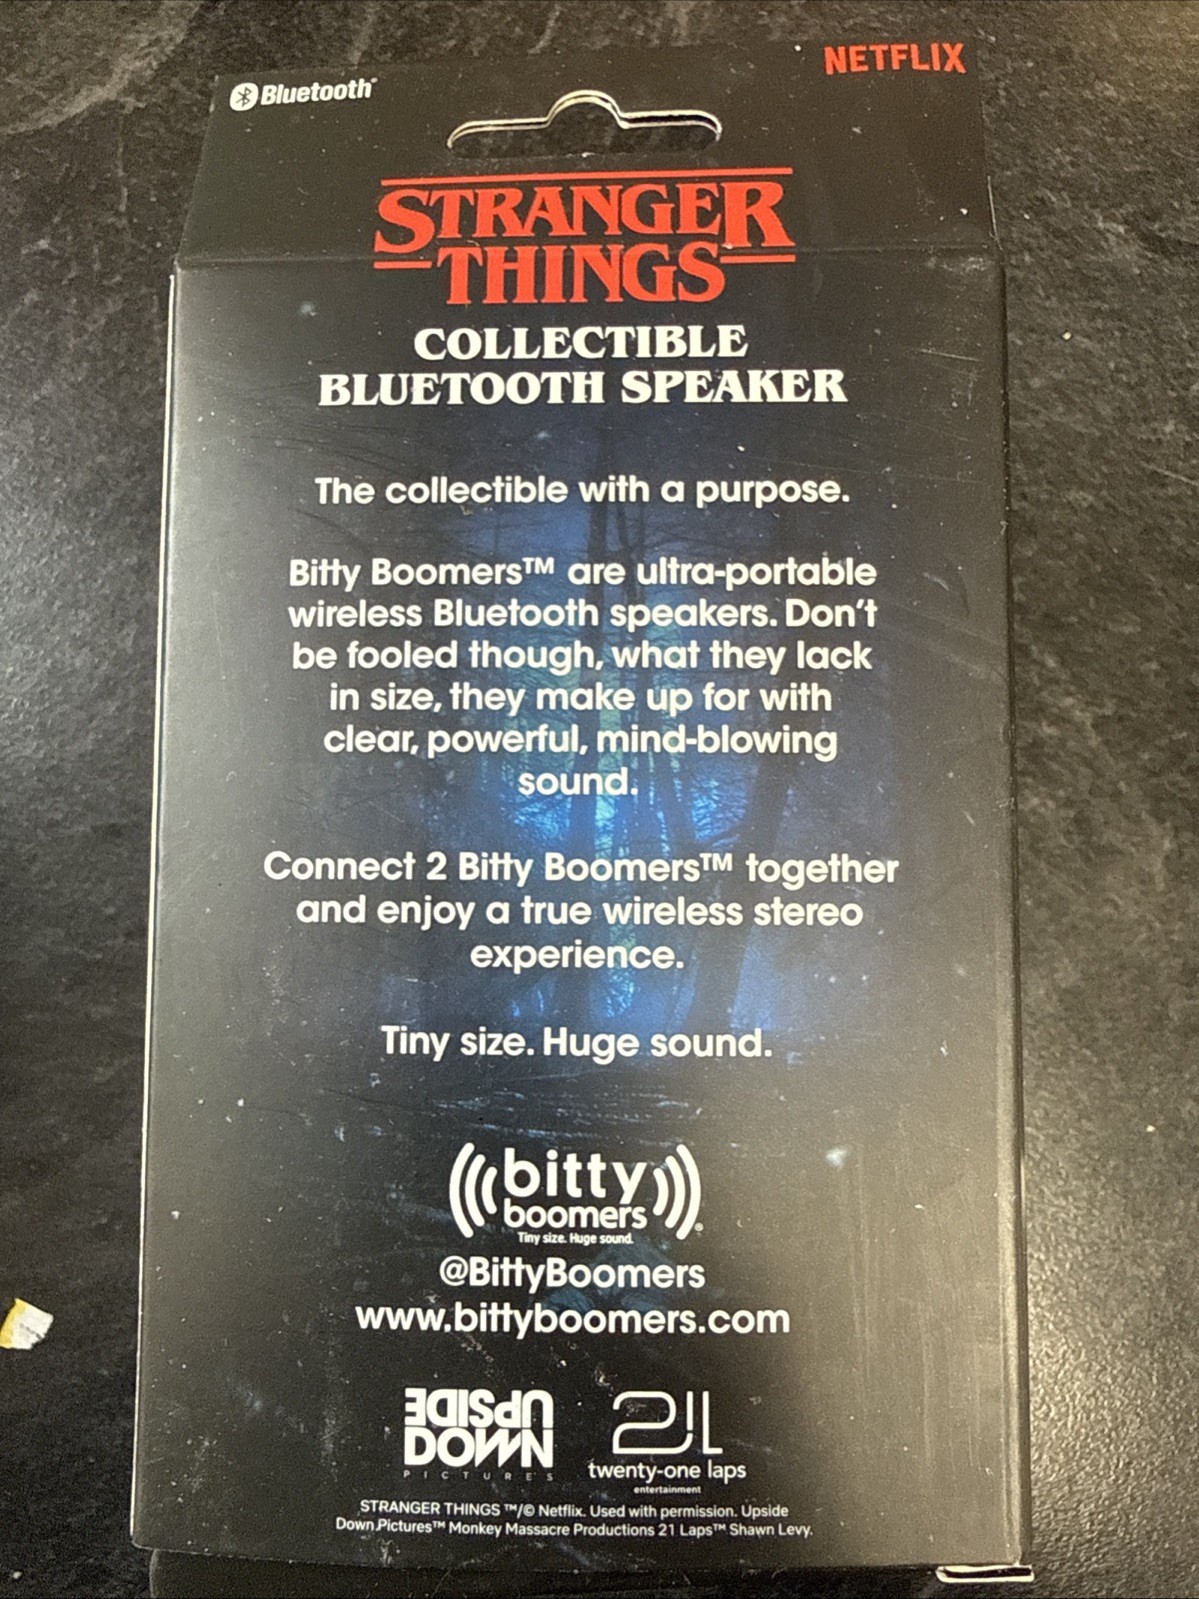 Bluetooth®
NETFLIX
STRANGER
THINGS
COLLECTIBLE
BLUETOOTH SPEAKER
The collectible with a purpose.
Bitty Boomers™ are ultra-portable
wireless Bluetooth speakers. Don't
be fooled though, what they lack
in size, they make up for with
clear, powerful, mind-blowing
sound.
Connect 2 Bitty Boomers™ together
and enjoy a true wireless stereo
experience.
Tiny size. Huge sound.
bitty
boomers®
Tiny size. Huge sound.
@BittyBoomers
www.bittyboomers.com
UPSIDE
DOWN
PICTURES
21L
twenty-one laps
entertainment
STRANGER THINGS ™/© Netflix. Used with permission. Upside
Down Pictures™ Monkey Massacre Productions 21 Laps™ Shawn Levy.